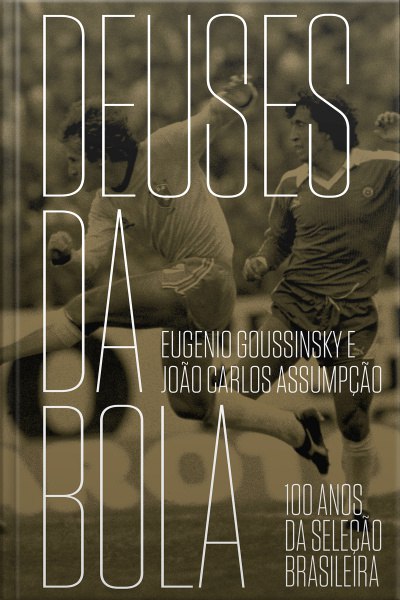 DEUSES
DA
BOLA
EUGENIO GOUSSINSKY E
JOÃO CARLOS ASSUMPÇÃO
100 ANOS
DA SELEÇÃO
BRASILEIRA